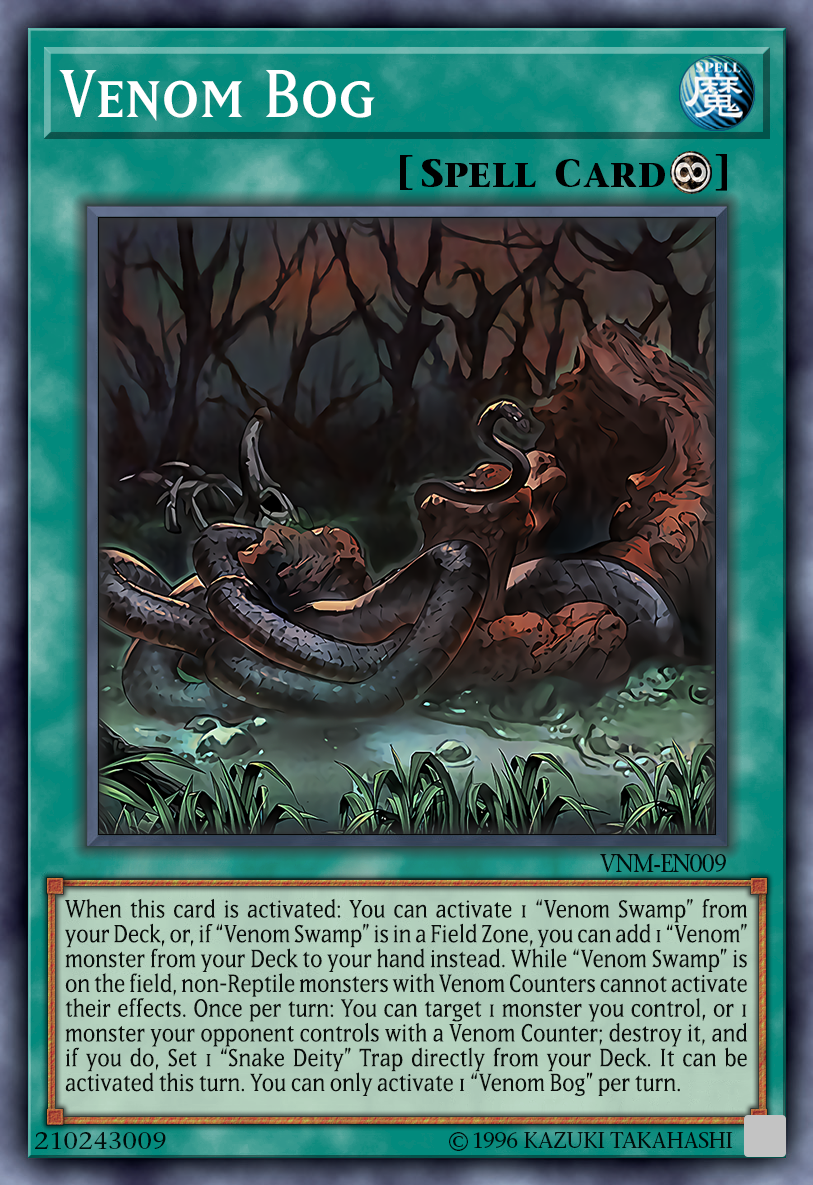 Venom Bog
SPELL
魔
[Spell Card∞]
VNM-EN009
When this card is activated: You can activate 1 “Venom Swamp” from
your Deck, or, if “Venom Swamp” is in a Field Zone, you can add 1 “Venom”
monster from your Deck to your hand instead. While “Venom Swamp” is
on the field, non-Reptile monsters with Venom Counters cannot activate
their effects. Once per turn: You can target 1 monster you control, or 1
monster your opponent controls with a Venom Counter; destroy it, and
if you do, Set 1 “Snake Deity” Trap directly from your Deck. It can be
activated this turn. You can only activate 1 “Venom Bog” per turn.
210243009
© 1996 KAZUKI TAKAHASHI